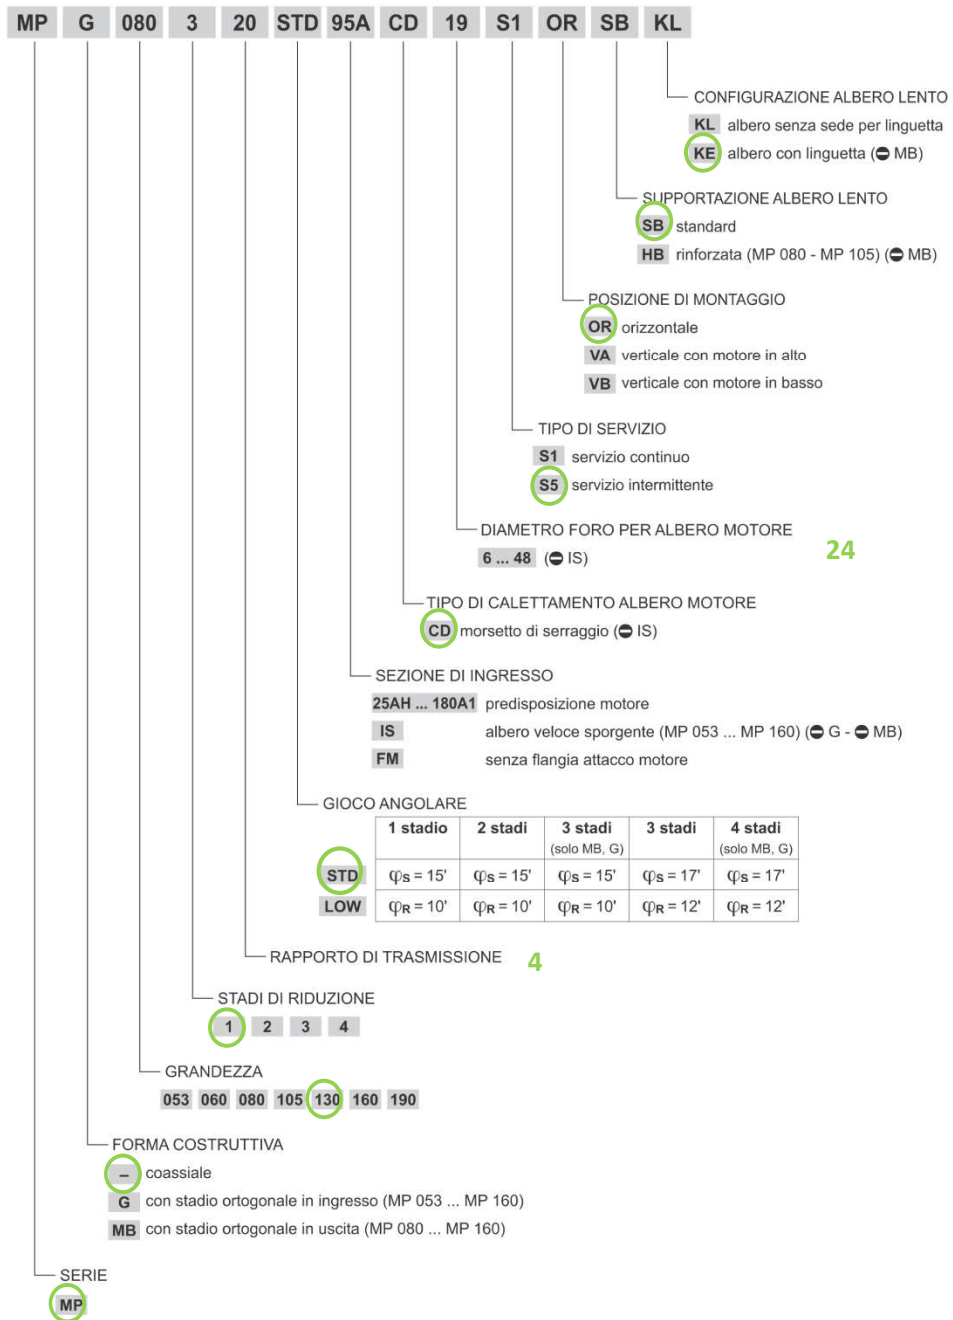 MP G 080 3 20 STD 95A CD 19 S1 OR SB KL
CONFIGURAZIONE ALBERO LENTO
KL albero senza sede per linguetta
KE albero con linguetta (⊖ MB)
SUPPORTAZIONE ALBERO LENTO
SB standard
HB rinforzata (MP 080 - MP 105) (⊖ MB)
POSIZIONE DI MONTAGGIO
OR orizzontale
VA verticale con motore in alto
VB verticale con motore in basso
TIPO DI SERVIZIO
S1 servizio continuo
S5 servizio intermittente
DIAMETRO FORO PER ALBERO MOTORE
24
6 ... 48 (⊖ IS)
TIPO DI CALETTAMENTO ALBERO MOTORE
CD morsetto di serraggio (⊖ IS)
SEZIONE DI INGRESSO
25AH ... 180A1 predisposizione motore
IS albero veloce sporgente (MP 053 ... MP 160) (⊖ G - ⊖ MB)
FM senza flangia attacco motore
GIOCO ANGOLARE
1 stadio 2 stadi 3 stadi 3 stadi 4 stadi
(solo MB, G) (solo MB, G)
STD φS = 15' φS = 15' φS = 15' φS = 17' φS = 17'
LOW φR = 10' φR = 10' φR = 10' φR = 12' φR = 12'
RAPPORTO DI TRASMISSIONE 4
STADI DI RIDUZIONE
1 2 3 4
GRANDEZZA
053 060 080 105 130 160 190
FORMA COSTRUTTIVA
– coassiale
G con stadio ortogonale in ingresso (MP 053 ... MP 160)
MB con stadio ortogonale in uscita (MP 080 ... MP 160)
SERIE
MP